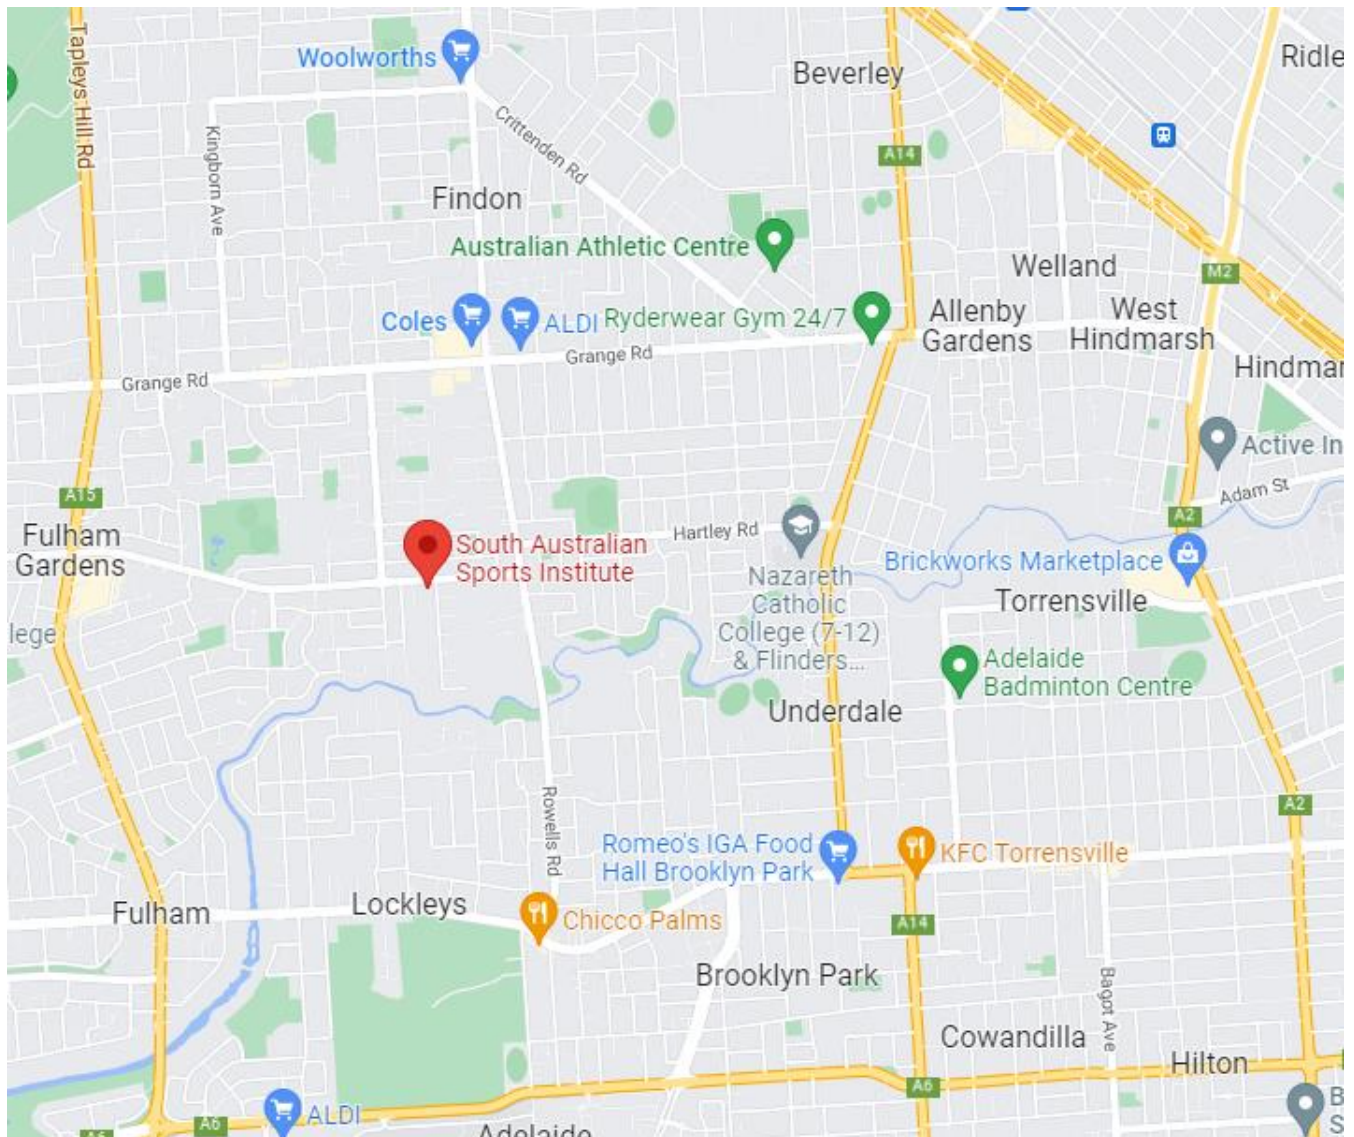 Tapleys Hill Rd
Woolworths
Beverley
Ridle
Kingborn Ave
Crittenden Rd
A14
Findon
Australian Athletic Centre
Welland
M2
Coles
ALDI
Ryderwear Gym 24/7
Allenby
Gardens
West
Hindmarsh
Grange Rd
Grange Rd
Hindmar
Active In
A15
Adam St
Fulham
Gardens
South Australian
Sports Institute
Hartley Rd
A2
Brickworks Marketplace
Nazareth
Catholic
College (7-12)
& Flinders...
Torrensville
llege
Adelaide
Badminton Centre
Underdale
Rowells Rd
A2
Romeo's IGA Food
Hall Brooklyn Park
KFC Torrensville
Fulham
Lockleys
Chicco Palms
A14
Brooklyn Park
Bagot Ave
Cowandilla
Hilton
A6
ALDI
A6
A6
Adelaide
B
S